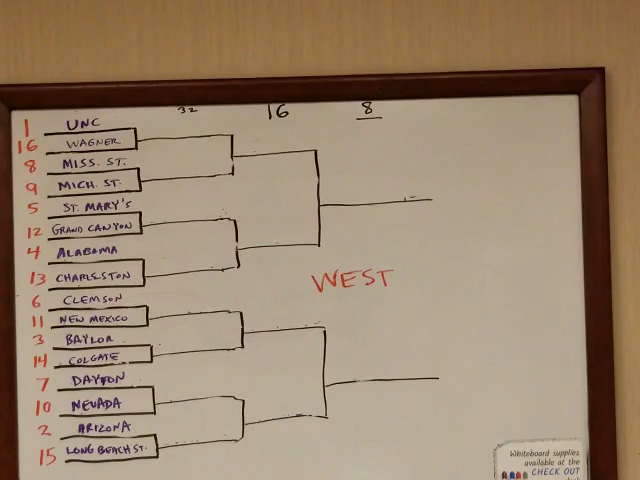 32 16 8
1 UNC
16 WAGNER
8 MISS. ST.
9 MICH. ST.
5 ST. MARY'S
12 GRAND CANYON
4 ALABAMA
13 CHARLESTON
WEST
6 CLEMSON
11 NEW MEXICO
3 BAYLOR
14 COLGATE
7 DAYTON
10 NEVADA
2 ARIZONA
15 LONG BEACH ST.
Whiteboard supplies
available at the
CHECK OUT